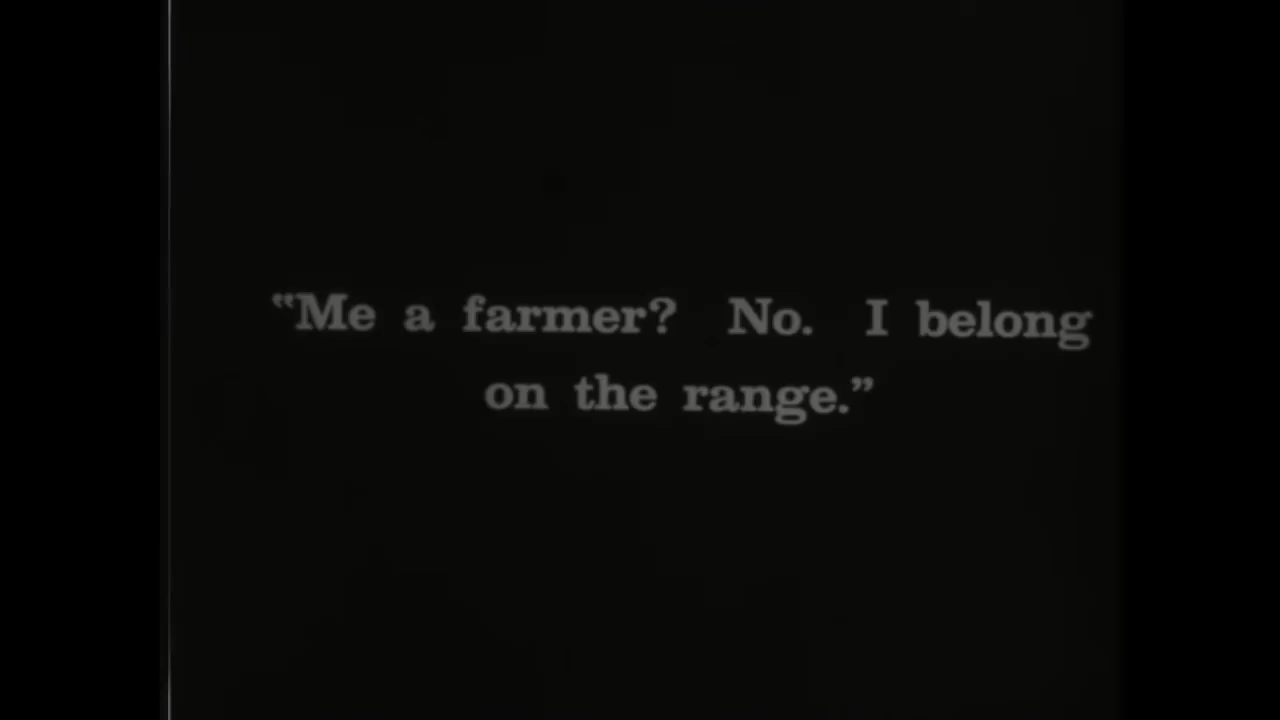 “Me a farmer? No. I belong
on the range.”